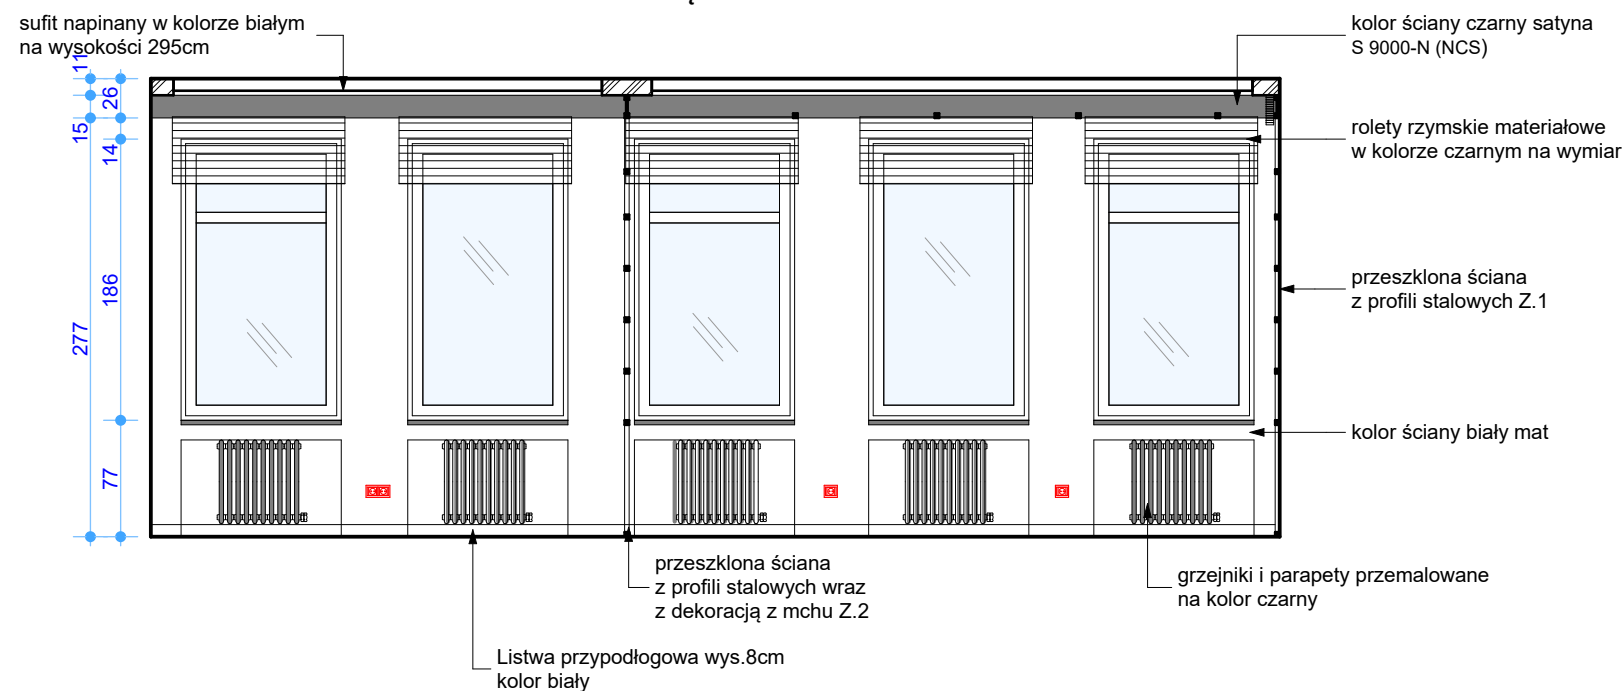 sufit napinany w kolorze białym
na wysokości 295cm
kolor ściany czarny satyna
S 9000-N (NCS)
11
26
15
14
rolety rzymskie materiałowe
w kolorze czarnym na wymiar
186
277
przeszklona ściana
z profili stalowych Z.1
kolor ściany biały mat
77
przeszklona ściana
z profili stalowych wraz
z dekoracją z mchu Z.2
grzejniki i parapety przemalowane
na kolor czarny
Listwa przypodłogowa wys.8cm
kolor biały